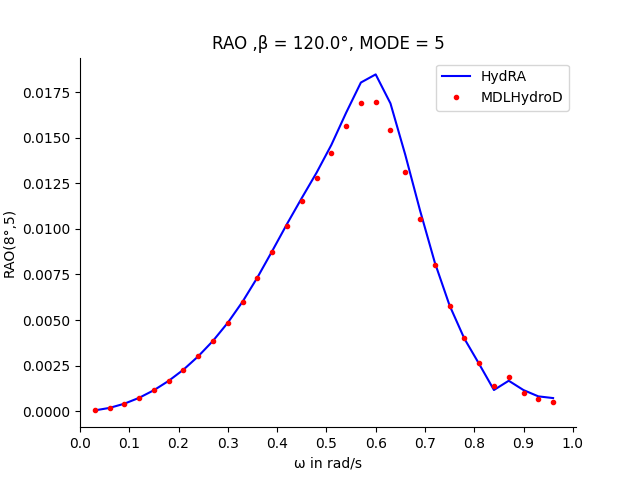 RAO ,β = 120.0°, MODE = 5
HydRA
MDLHydroD
0.0175
0.0150
0.0125
0.0100
0.0075
0.0050
0.0025
0.0000
RAO(8°,5)
0.0 0.1 0.2 0.3 0.4 0.5 0.6 0.7 0.8 0.9 1.0
ω in rad/s